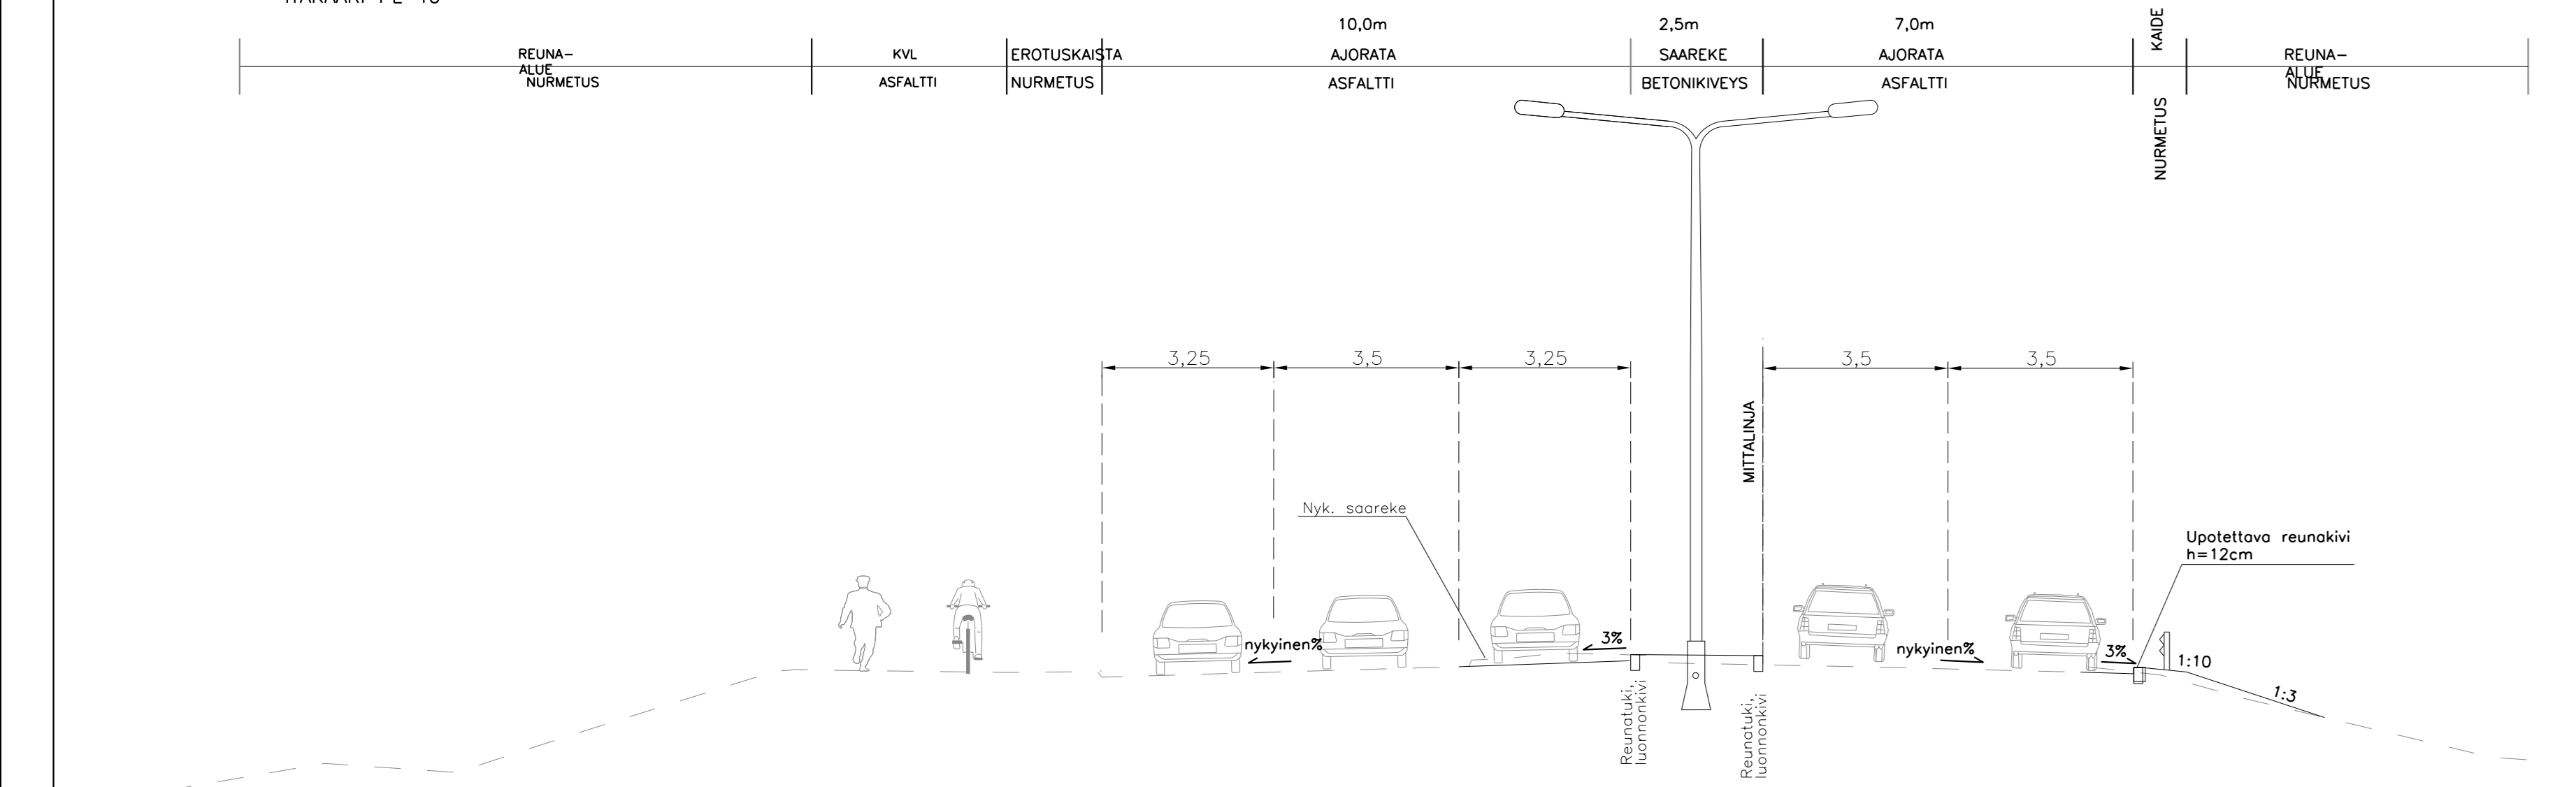 10,0m 2,5m 7,0m KAIDE
REUNA-ALUE KVL EROTUSKAISTA AJORATA SAAREKE AJORATA REUNA-ALUE
NURMETUS ASFALTTI NURMETUS ASFALTTI BETONIKIVEYS ASFALTTI NURMETUS NURMETUS
3,25 3,5 3,25 3,5 3,5
MITTALINJA
Nyk. saareke
Upotettava reunakivi
h=12cm
nykyinen% 3% nykyinen% 3% 1:10
1:3
Reunatuki,
luonnonkivi
Reunatuki,
luonnonkivi